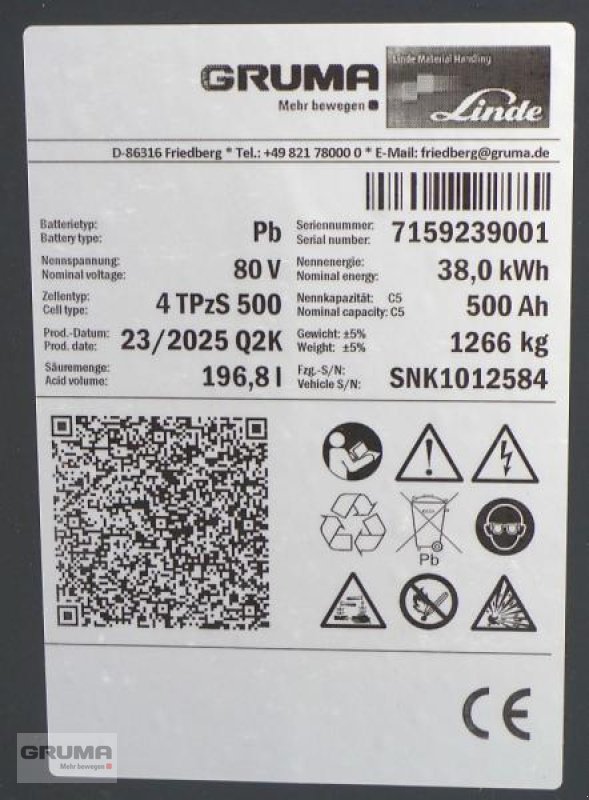 GRUMA
Mehr bewegen
Linde Material Handling
Linde
D-86316 Friedberg * Tel.: +49 821 78000 0 * E-Mail: friedberg@gruma.de
Batterietyp:
Battery type:
Pb
Seriennummer:
Serial number:
7159239001
Nennspannung:
Nominal voltage:
80 V
Nennenergie:
Nominal energy:
38,0 kWh
Zellentyp:
Cell type:
4 TPzS 500
Nennkapazität: C5
Nominal capacity: C5
500 Ah
Prod.-Datum:
Prod. date:
23/2025 Q2K
Gewicht: ±5%
Weight: ±5%
1266 kg
Säuremenge:
Acid volume:
196,8 l
Fzg.-S/N:
Vehicle S/N:
SNK1012584
Pb
CE
GRUMA
Mehr bewegen